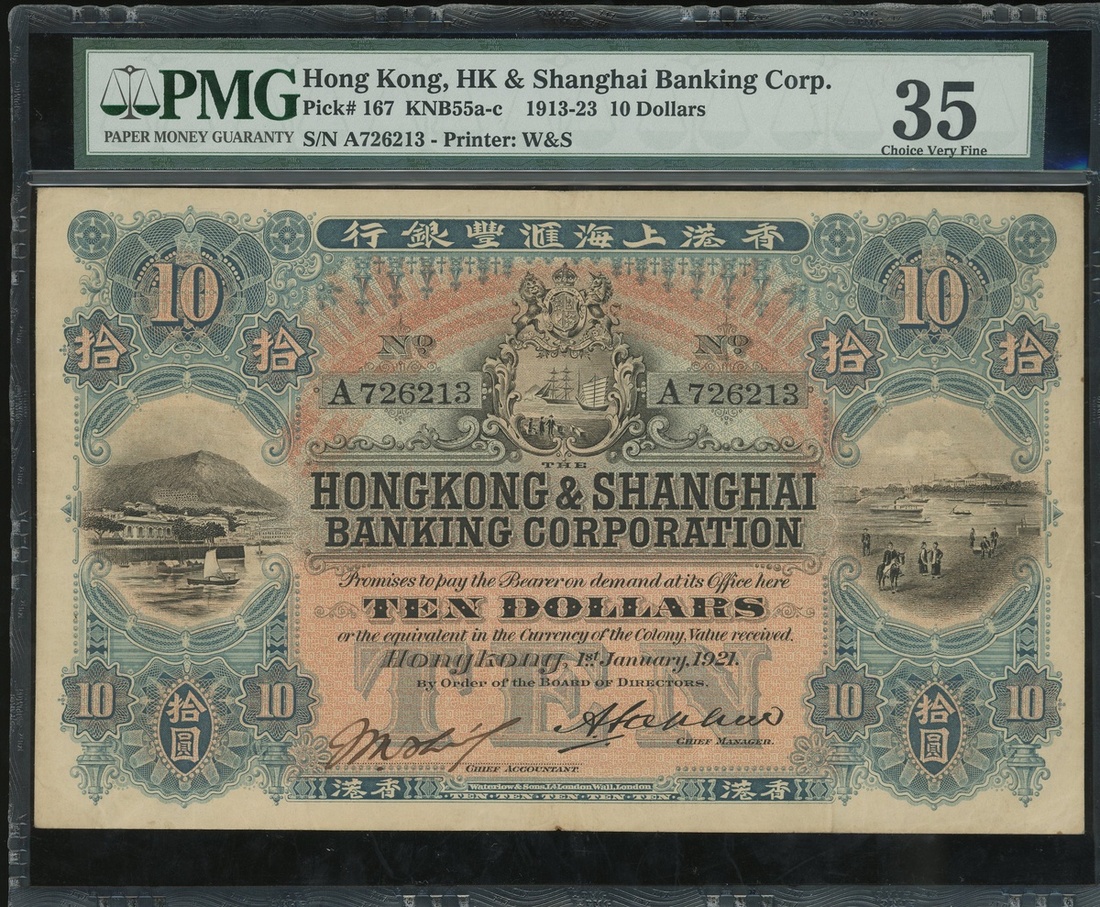 PMG
PAPER MONEY GUARANTY
Hong Kong, HK & Shanghai Banking Corp.
Pick# 167 KNB55a-c 1913-23 10 Dollars
S/N A726213 - Printer: W&S
35
Choice Very Fine
行銀豐滙海上港香
10
10
拾
拾
拾
拾
No.
No.
A726213
A726213
THE
HONGKONG & SHANGHAI
BANKING CORPORATION
Promises to pay the Bearer on demand at its Office here
TEN DOLLARS
or the equivalent in the Currency of the Colony, Value received.
Hongkong, 1st January, 1921.
By Order of the BOARD OF DIRECTORS.
TEN
10
拾圓
10
10
拾圓
10
CHIEF MANAGER.
CHIEF ACCOUNTANT.
港香
Waterlow & Sons, Ld London Wall, London
TEN·TEN·TEN·TEN·TEN
港香